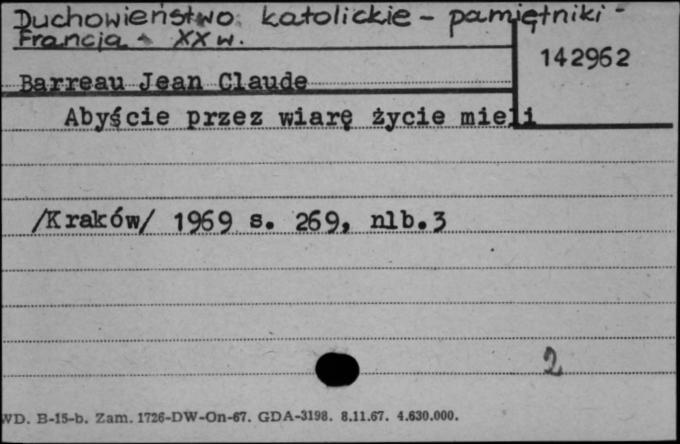 Duchowieństwo katolickie - pamiętniki -
Francja - XX w.
142962
Barreau Jean Claude
Abyście przez wiarę życie mieli
/Kraków/ 1969 s. 269, nlb.3
2
WD. B-15-b. Zam. 1726-DW-On-67. GDA-3198. 8.11.67. 4.630.000.